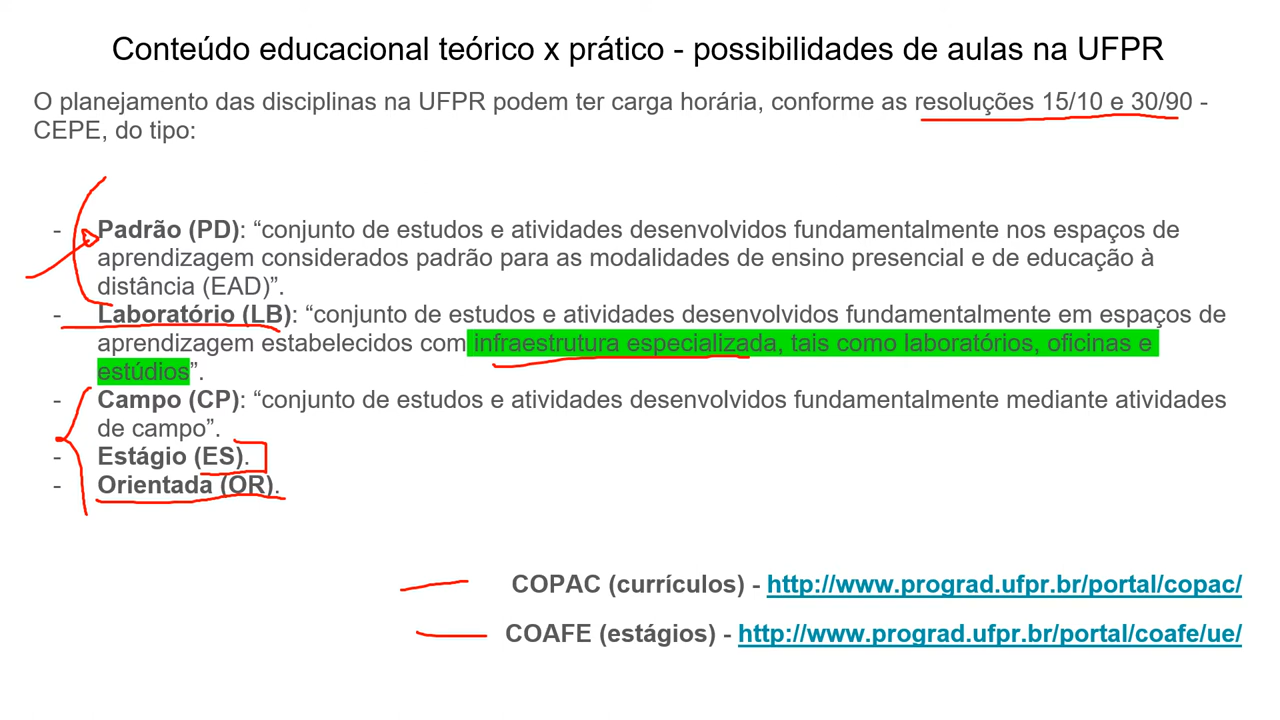 Conteúdo educacional teórico x prático - possibilidades de aulas na UFPR
O planejamento das disciplinas na UFPR podem ter carga horária, conforme as resoluções 15/10 e 30/90 -
CEPE, do tipo:
- Padrão (PD): “conjunto de estudos e atividades desenvolvidos fundamentalmente nos espaços de
aprendizagem considerados padrão para as modalidades de ensino presencial e de educação à
distância (EAD)”.
- Laboratório (LB): “conjunto de estudos e atividades desenvolvidos fundamentalmente em espaços de
aprendizagem estabelecidos com infraestrutura especializada, tais como laboratórios, oficinas e
estúdios”.
- Campo (CP): “conjunto de estudos e atividades desenvolvidos fundamentalmente mediante atividades
de campo”.
- Estágio (ES).
- Orientada (OR).
COPAC (currículos) - http://www.prograd.ufpr.br/portal/copac/
COAFE (estágios) - http://www.prograd.ufpr.br/portal/coafe/ue/